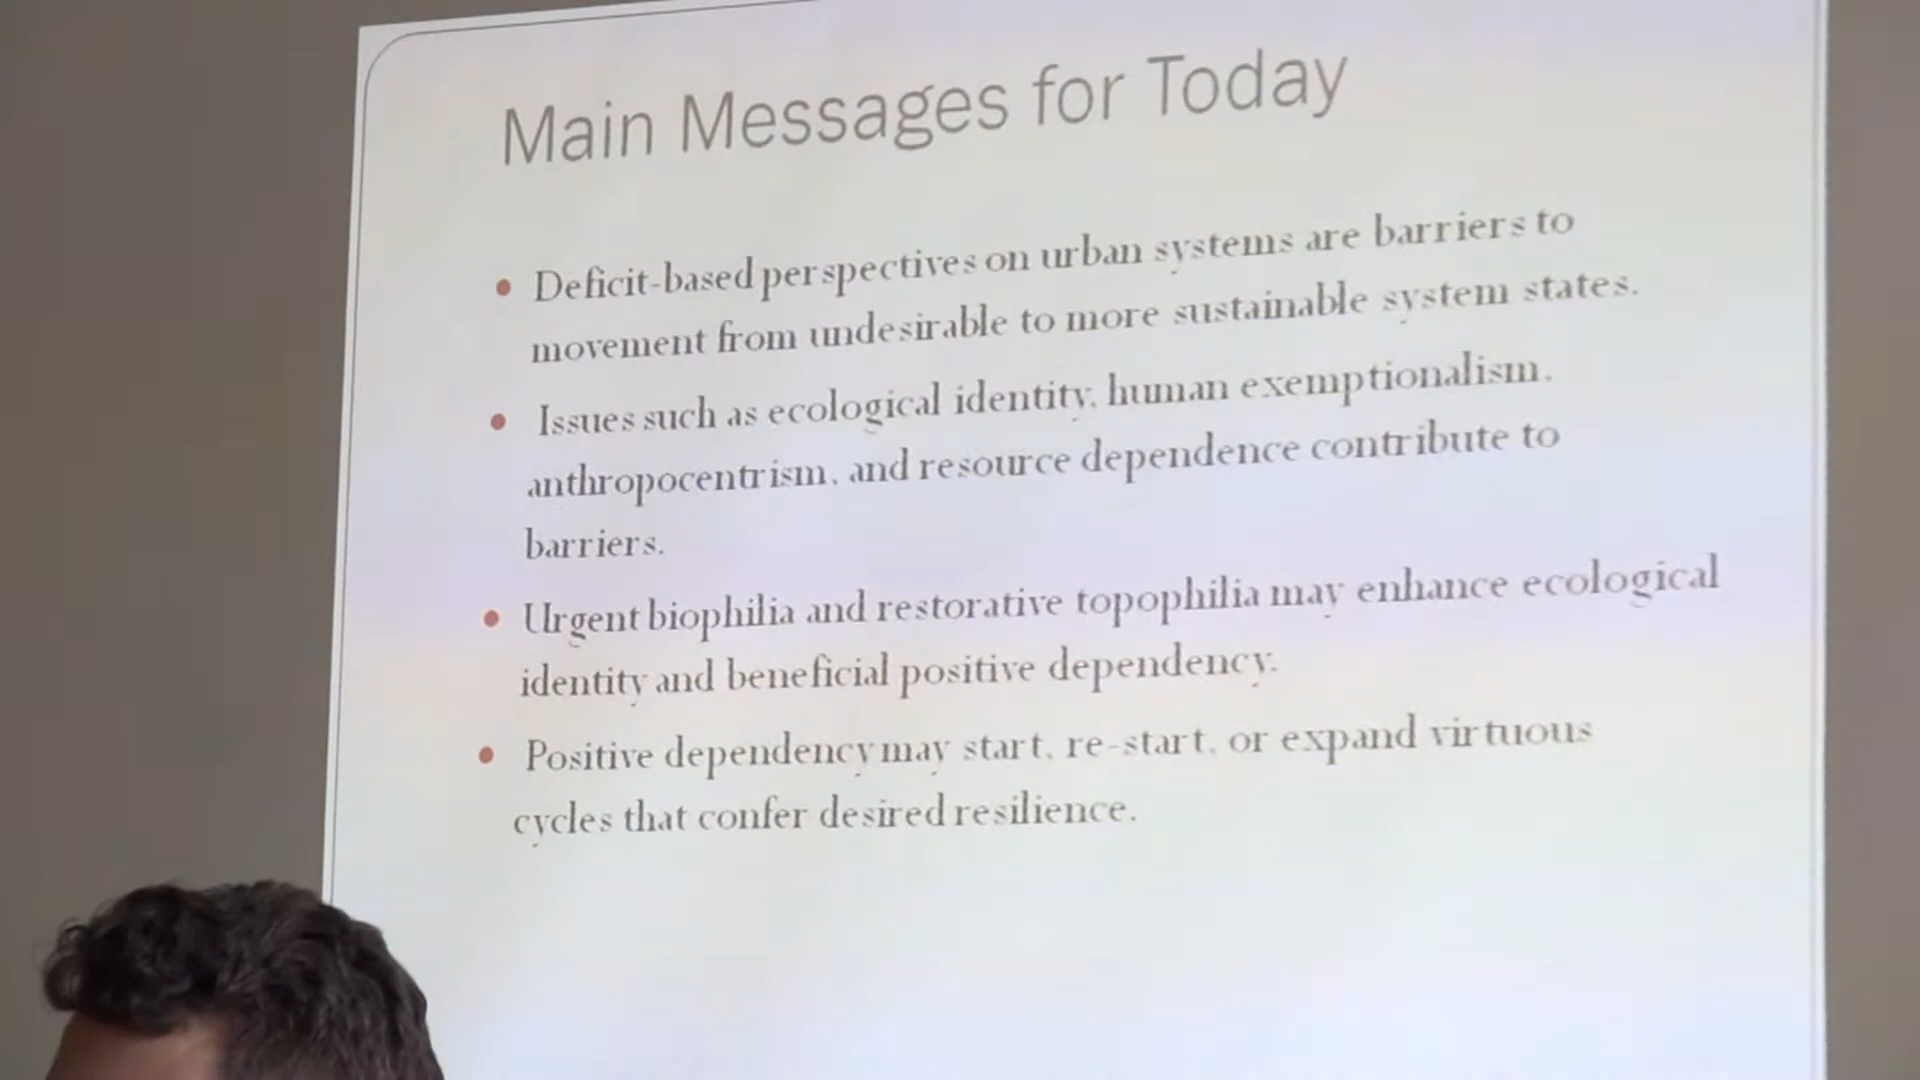 Main Messages for Today
• Deficit-based perspectives on urban systems are barriers to
movement from undesirable to more sustainable system states.
• Issues such as ecological identity, human exemptionalism,
anthropocentrism, and resource dependence contribute to
barriers.
• Urgent biophilia and restorative topophilia may enhance ecological
identity and beneficial positive dependency.
• Positive dependency may start, re-start, or expand virtuous
cycles that confer desired resilience.